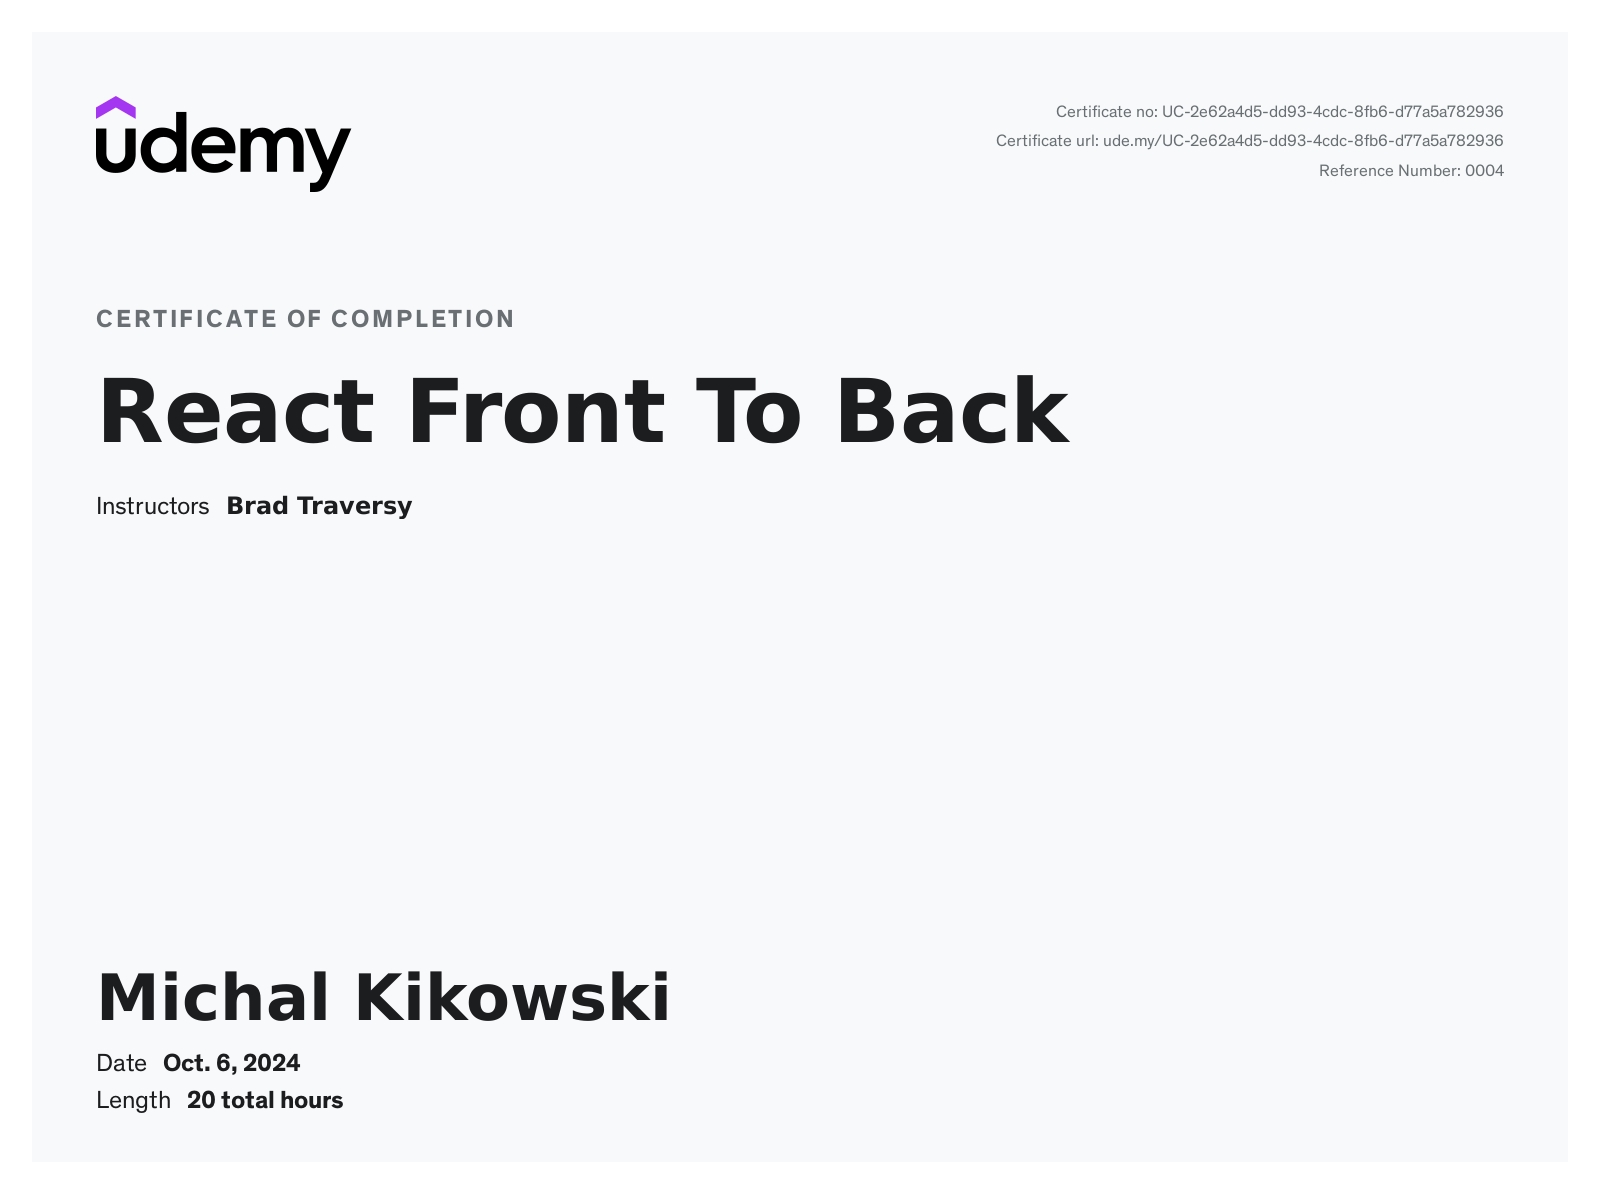 udemy
Certificate no: UC-2e62a4d5-dd93-4cdc-8fb6-d77a5a782936
Certificate url: ude.my/UC-2e62a4d5-dd93-4cdc-8fb6-d77a5a782936
Reference Number: 0004
CERTIFICATE OF COMPLETION
React Front To Back
Instructors Brad Traversy
Michal Kikowski
Date Oct. 6, 2024
Length 20 total hours